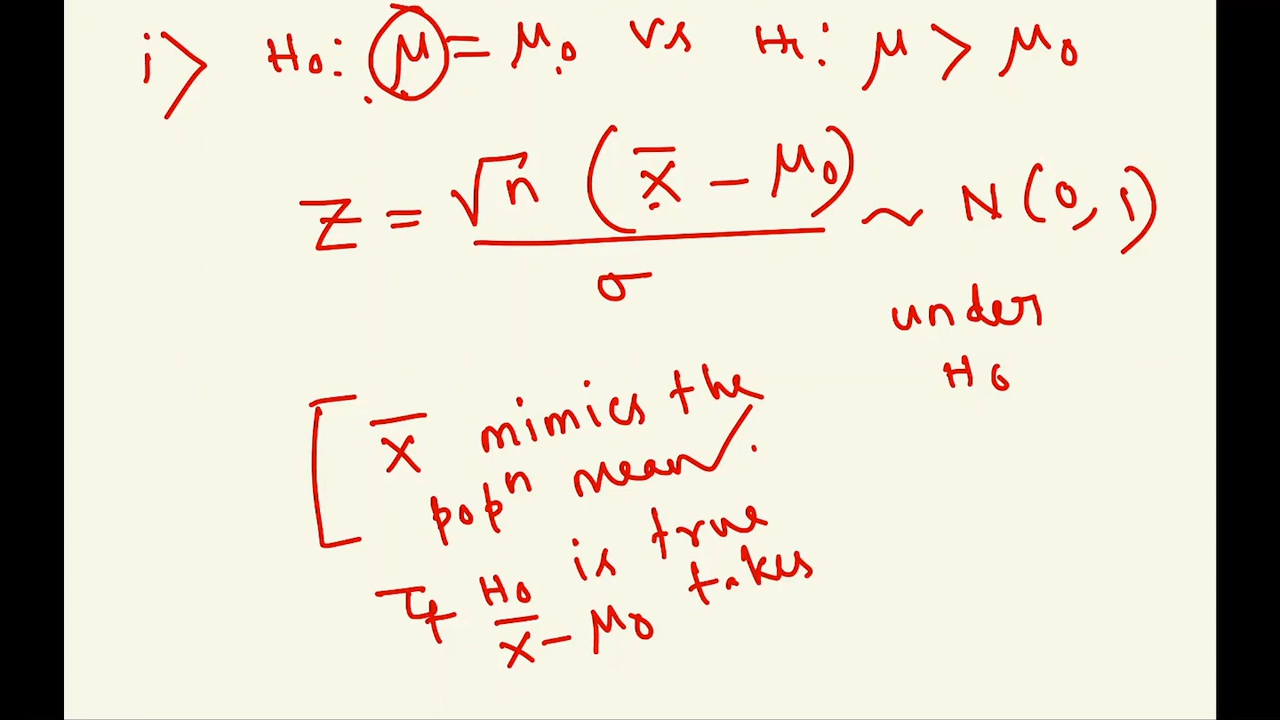 i> H₀: μ = μ₀ vs H₁: μ > μ₀
Z = √n (x̄ - μ₀) / σ ~ N(0, 1)
under
H₀
[ x̄ mimics the
popⁿ mean.
If H₀ is true
x̄ - μ₀ takes